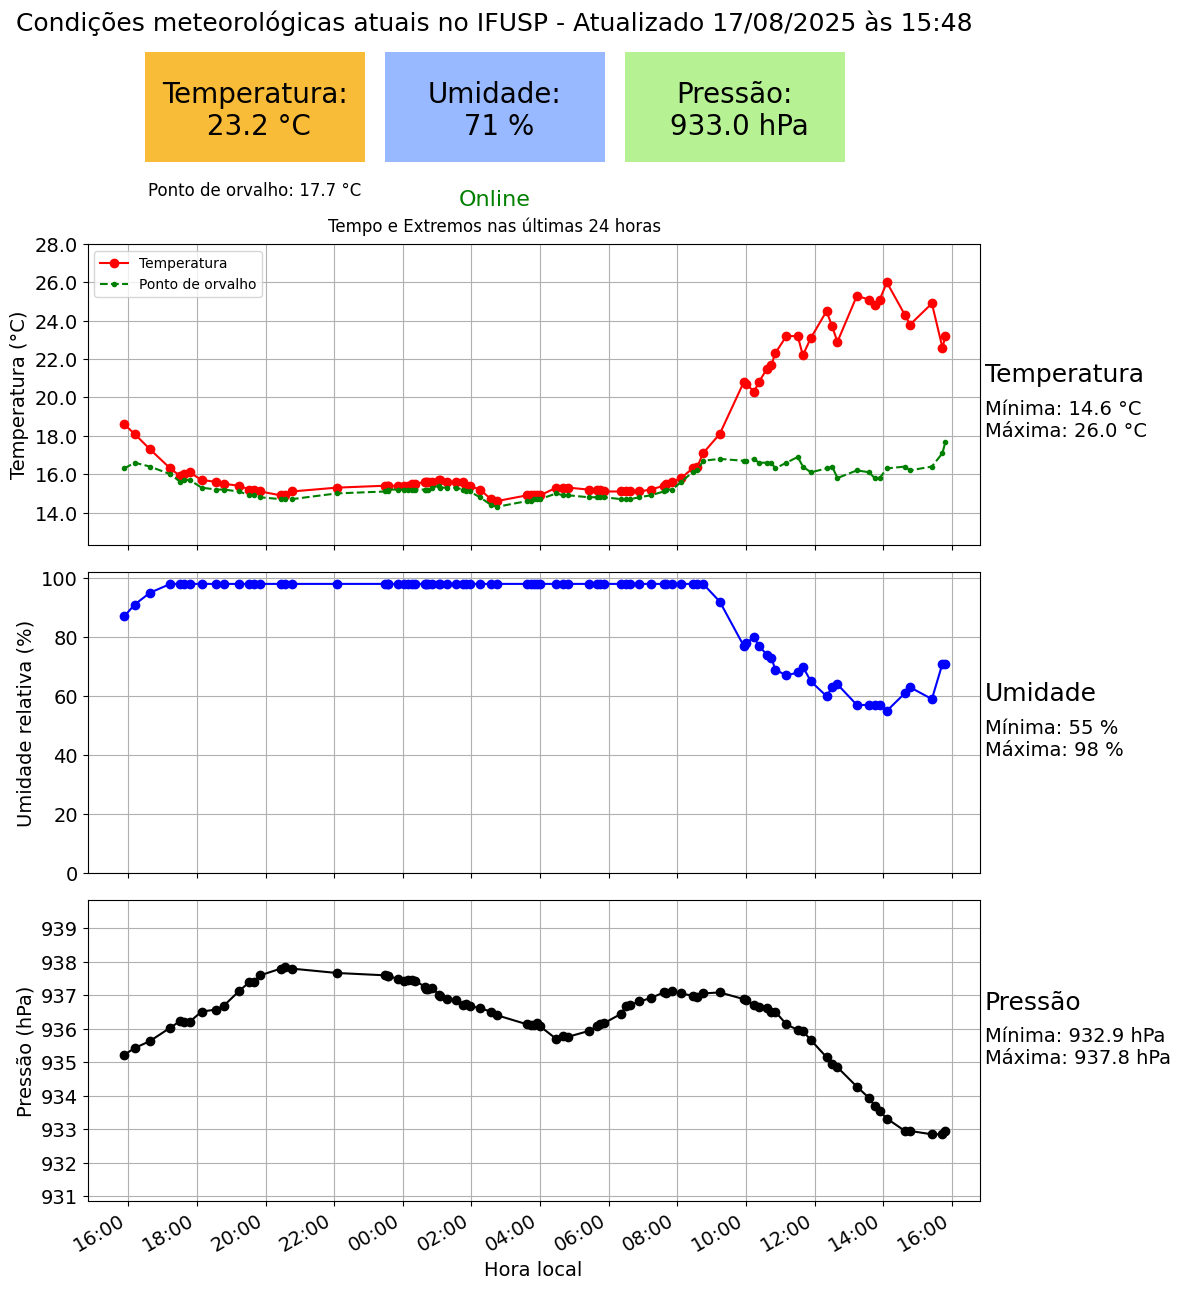 Condições meteorológicas atuais no IFUSP - Atualizado 17/08/2025 às 15:48
Temperatura:
23.2 °C
Umidade:
71 %
Pressão:
933.0 hPa
Ponto de orvalho: 17.7 °C
Online
Tempo e Extremos nas últimas 24 horas
28.0
26.0
24.0
22.0
20.0
18.0
16.0
14.0
Temperatura (°C)
Temperatura
Ponto de orvalho
Temperatura
Mínima: 14.6 °C
Máxima: 26.0 °C
100
80
60
40
20
0
Umidade relativa (%)
Umidade
Mínima: 55 %
Máxima: 98 %
939
938
937
936
935
934
933
932
931
Pressão (hPa)
Pressão
Mínima: 932.9 hPa
Máxima: 937.8 hPa
16:00 18:00 20:00 22:00 00:00 02:00 04:00 06:00 08:00 10:00 12:00 14:00 16:00
Hora local